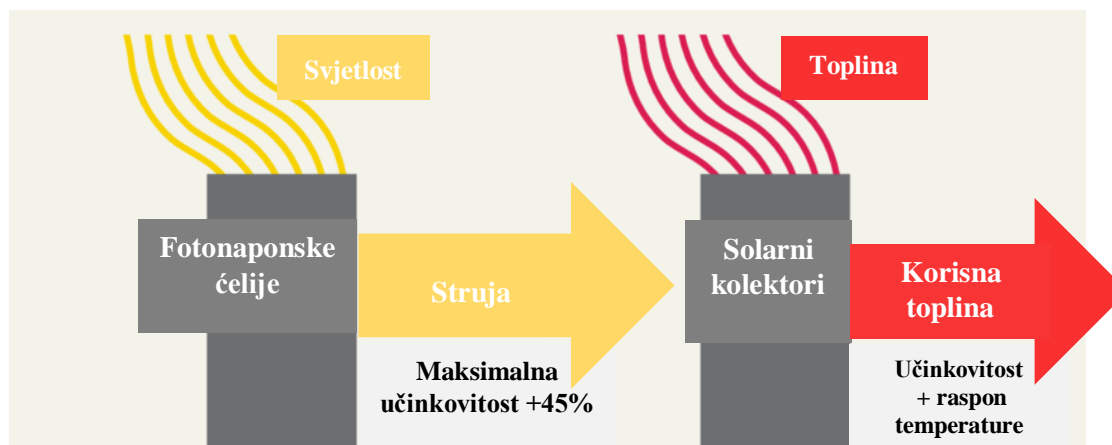 Svjetlost
Fotonaponske
ćelije
Struja
Maksimalna
učinkovitost +45%
Toplina
Solarni
kolektori
Korisna
toplina
Učinkovitost
+ raspon
temperature